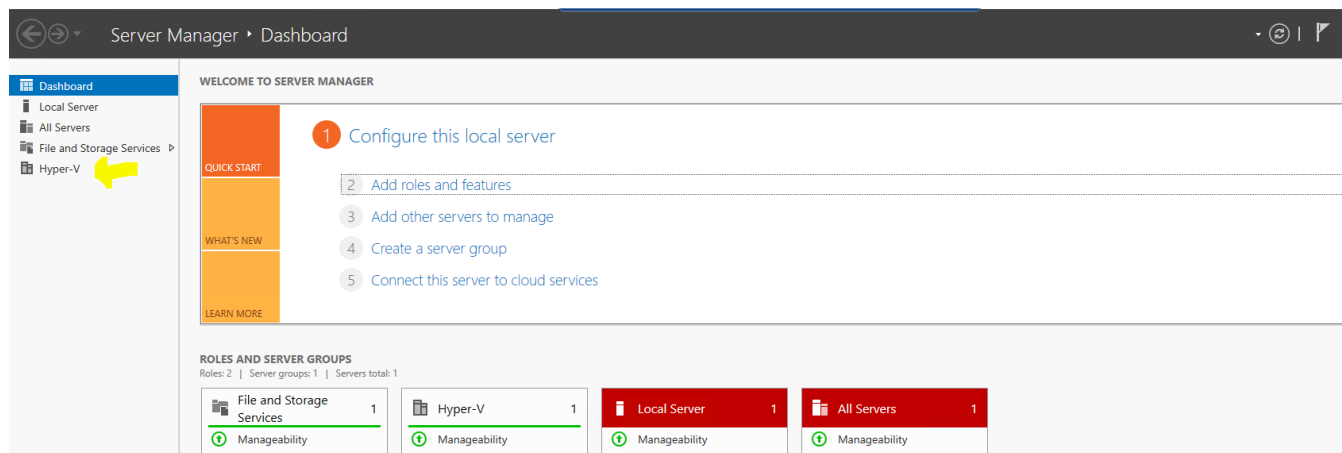 Server Manager • Dashboard
Dashboard
Local Server
All Servers
File and Storage Services
Hyper-V
WELCOME TO SERVER MANAGER
QUICK START
WHAT'S NEW
LEARN MORE
1 Configure this local server
2 Add roles and features
3 Add other servers to manage
4 Create a server group
5 Connect this server to cloud services
ROLES AND SERVER GROUPS
Roles: 2 | Server groups: 1 | Servers total: 1
File and Storage
Services 1
Manageability
Hyper-V 1
Manageability
Local Server 1
Manageability
All Servers 1
Manageability